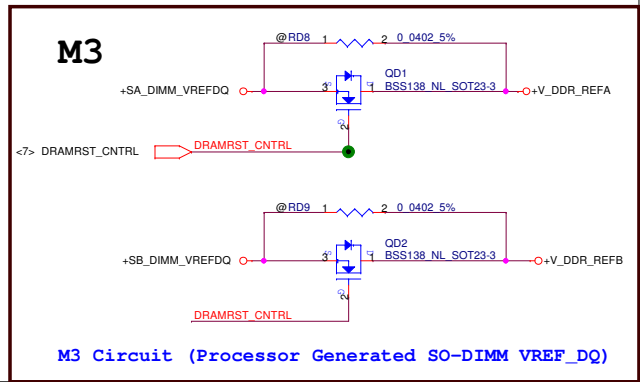 M3
@RD8 1 2 0_0402_5%
QD1
+SA_DIMM_VREFDQ 3 S D 1 BSS138_NL_SOT23-3 +V_DDR_REFA
G
2
<7> DRAMRST_CNTRL DRAMRST_CNTRL
@RD9 1 2 0_0402_5%
QD2
+SB_DIMM_VREFDQ 3 S D 1 BSS138_NL_SOT23-3 +V_DDR_REFB
G
2
DRAMRST_CNTRL
M3 Circuit (Processor Generated SO-DIMM VREF_DQ)